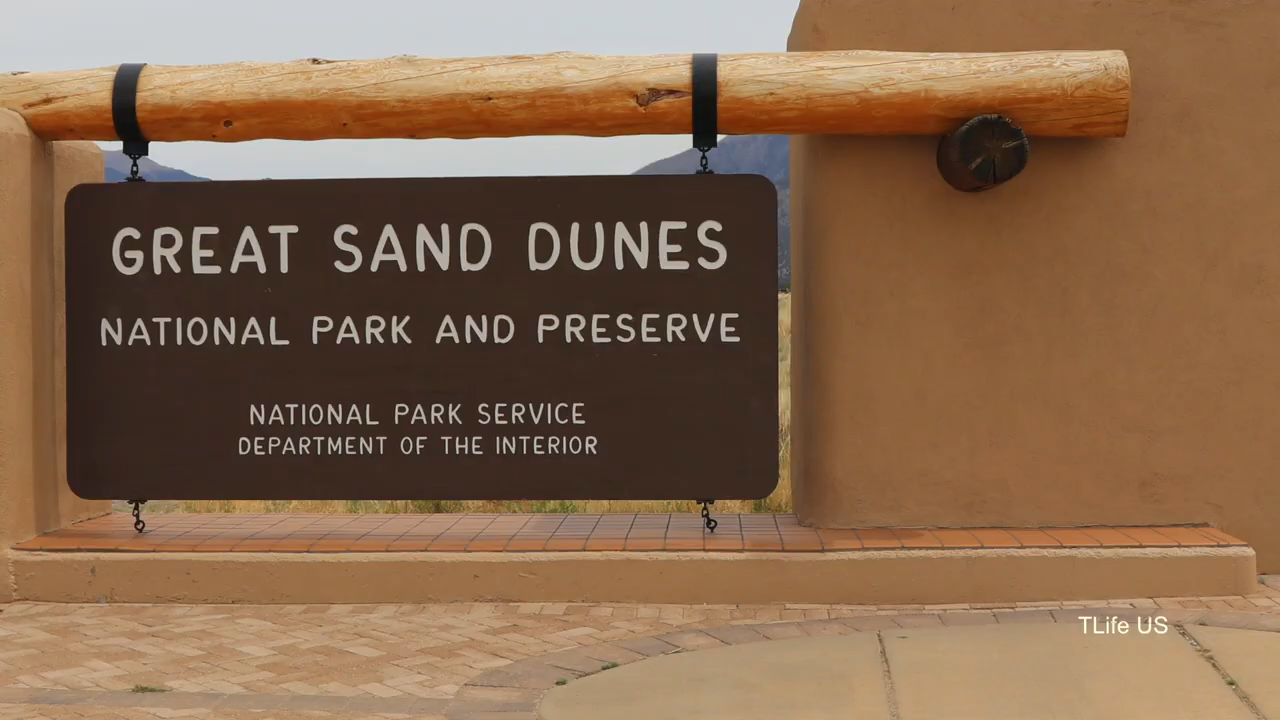 GREAT SAND DUNES
NATIONAL PARK AND PRESERVE
NATIONAL PARK SERVICE
DEPARTMENT OF THE INTERIOR
TLife US